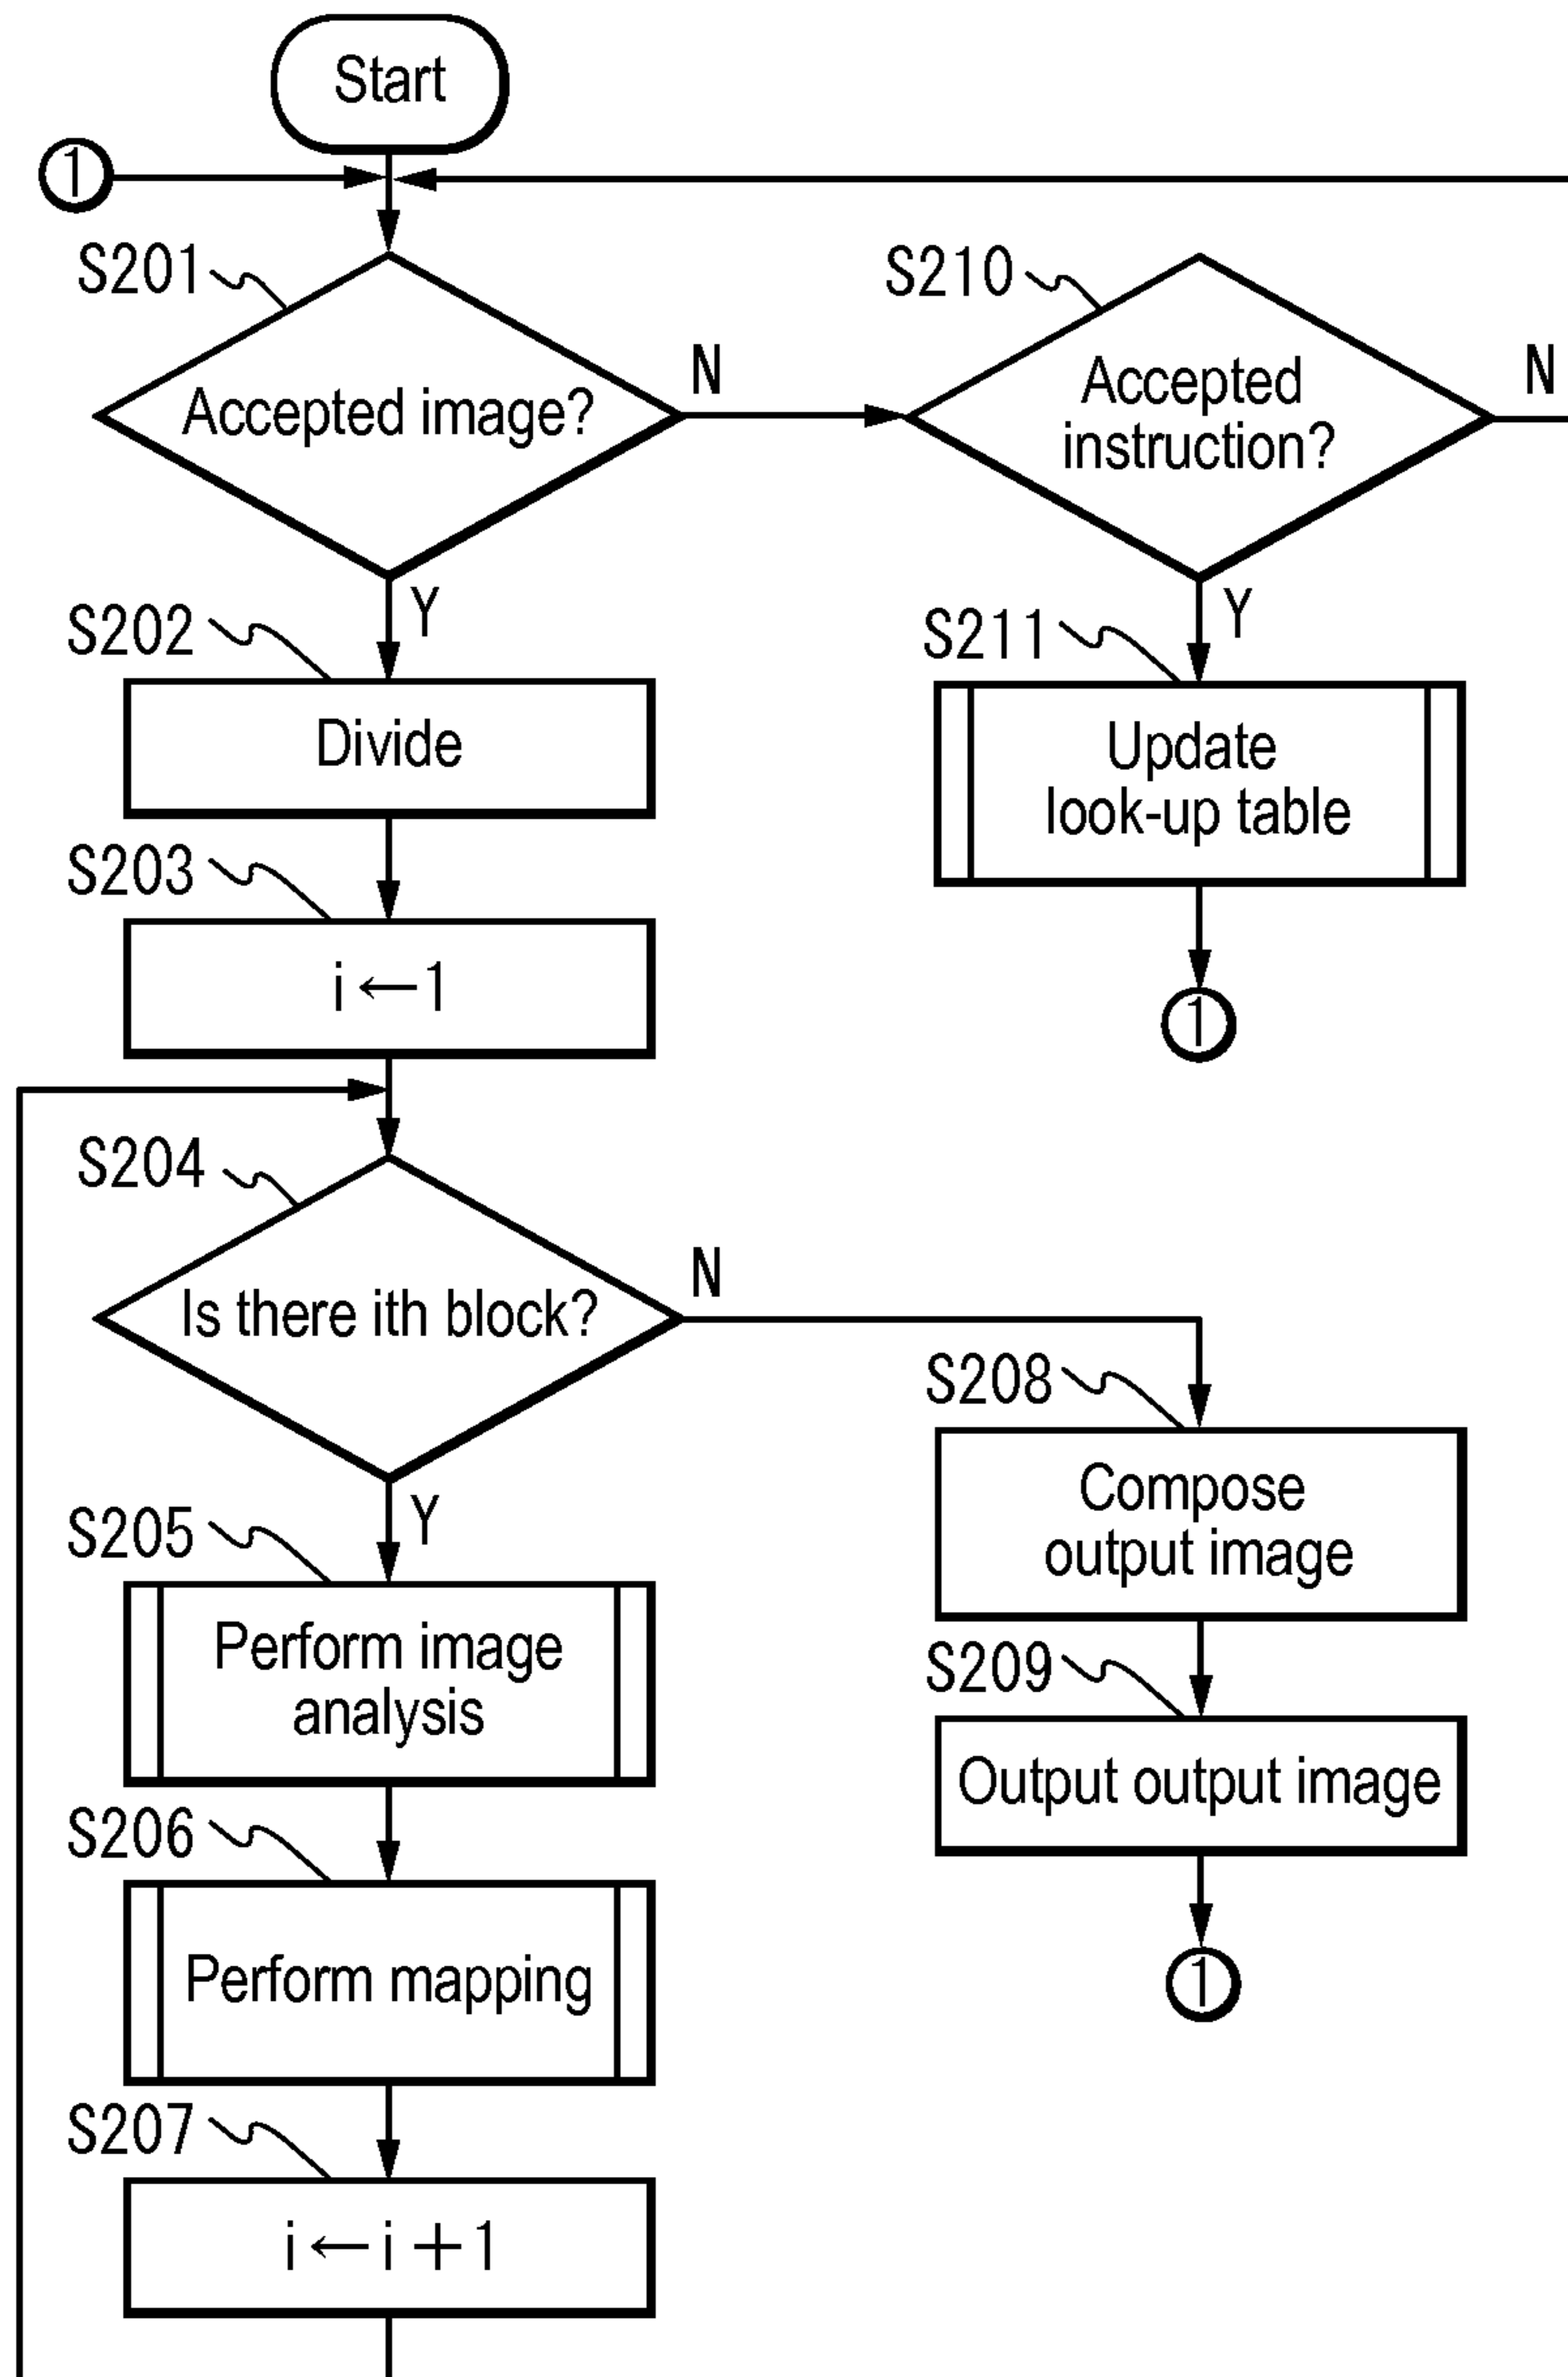 Start
1
S201
Accepted image?
N
Y
S210
Accepted
instruction?
N
Y
S202
Divide
S211
Update
look-up table
1
S203
i←1
S204
Is there ith block?
N
Y
S205
Perform image
analysis
S206
Perform mapping
S207
i←i+1
S208
Compose
output image
S209
Output output image
1